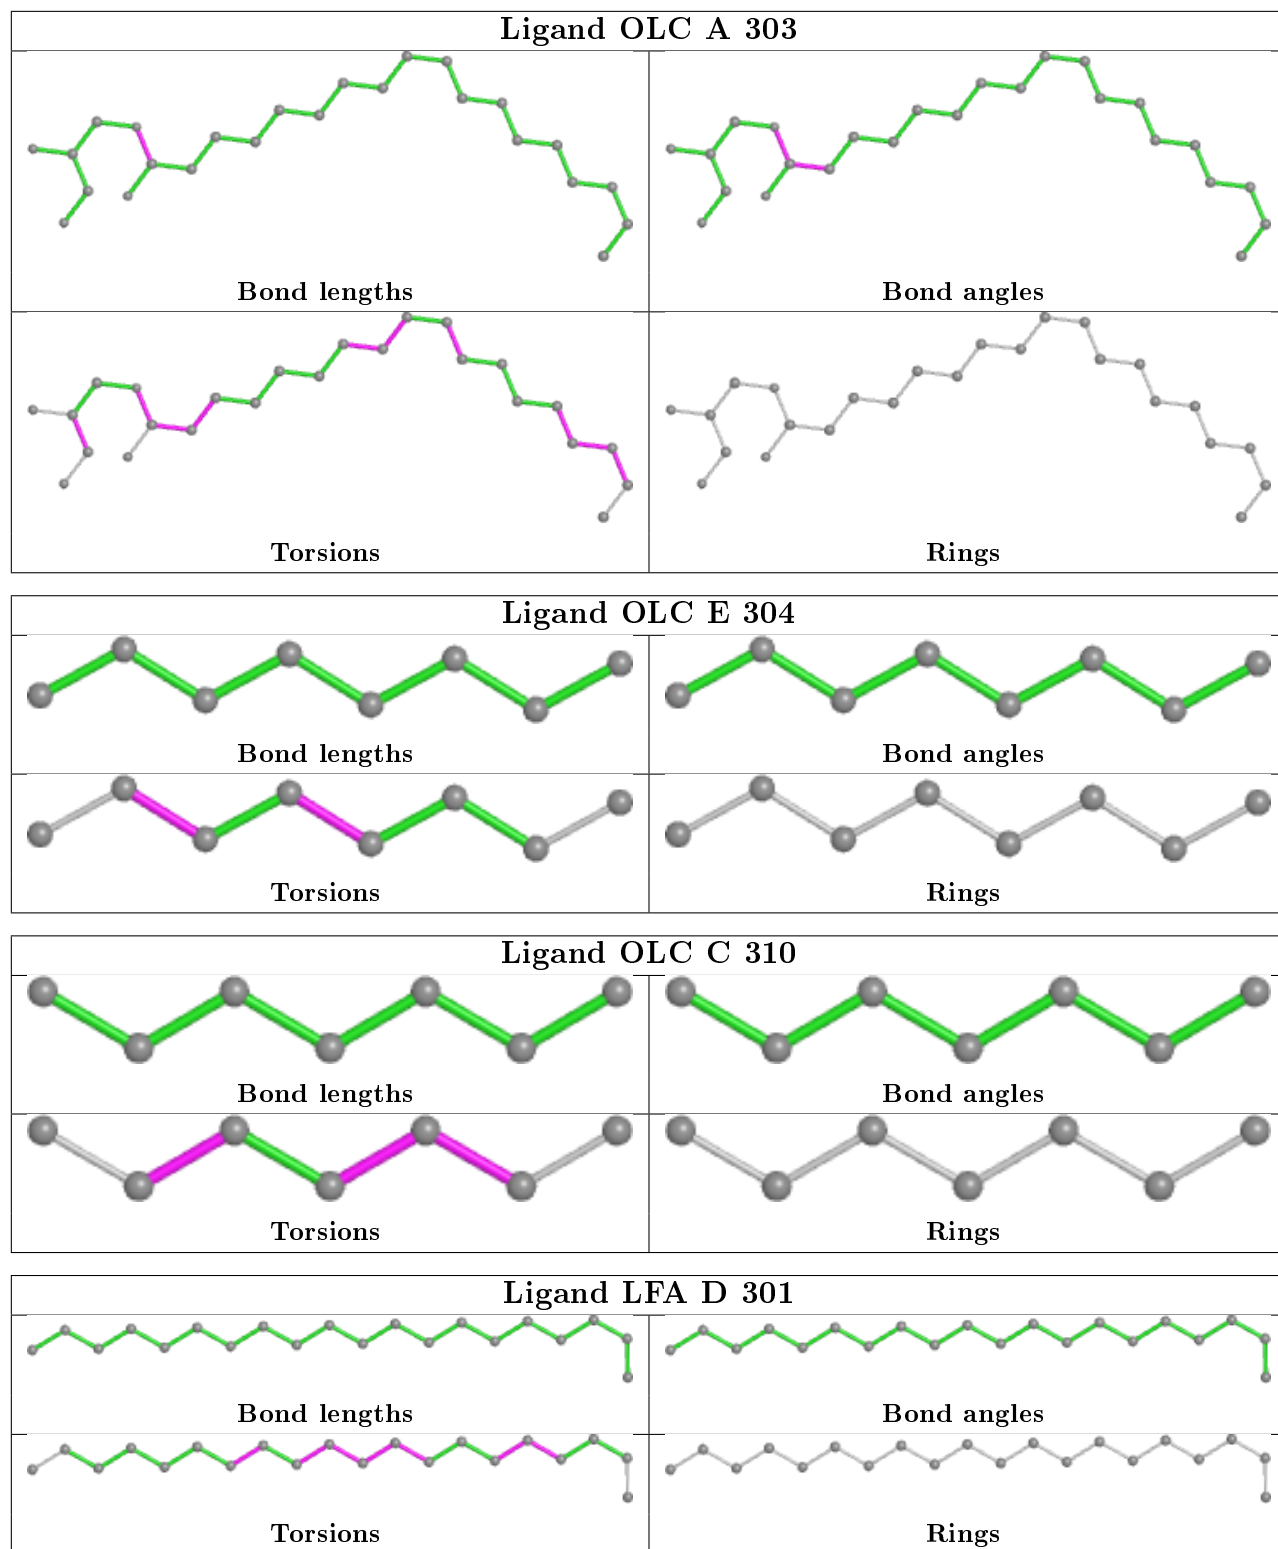 Ligand OLC A 303
Bond lengths
Bond angles
Torsions
Rings
Ligand OLC E 304
Bond lengths
Bond angles
Torsions
Rings
Ligand OLC C 310
Bond lengths
Bond angles
Torsions
Rings
Ligand LFA D 301
Bond lengths
Bond angles
Torsions
Rings